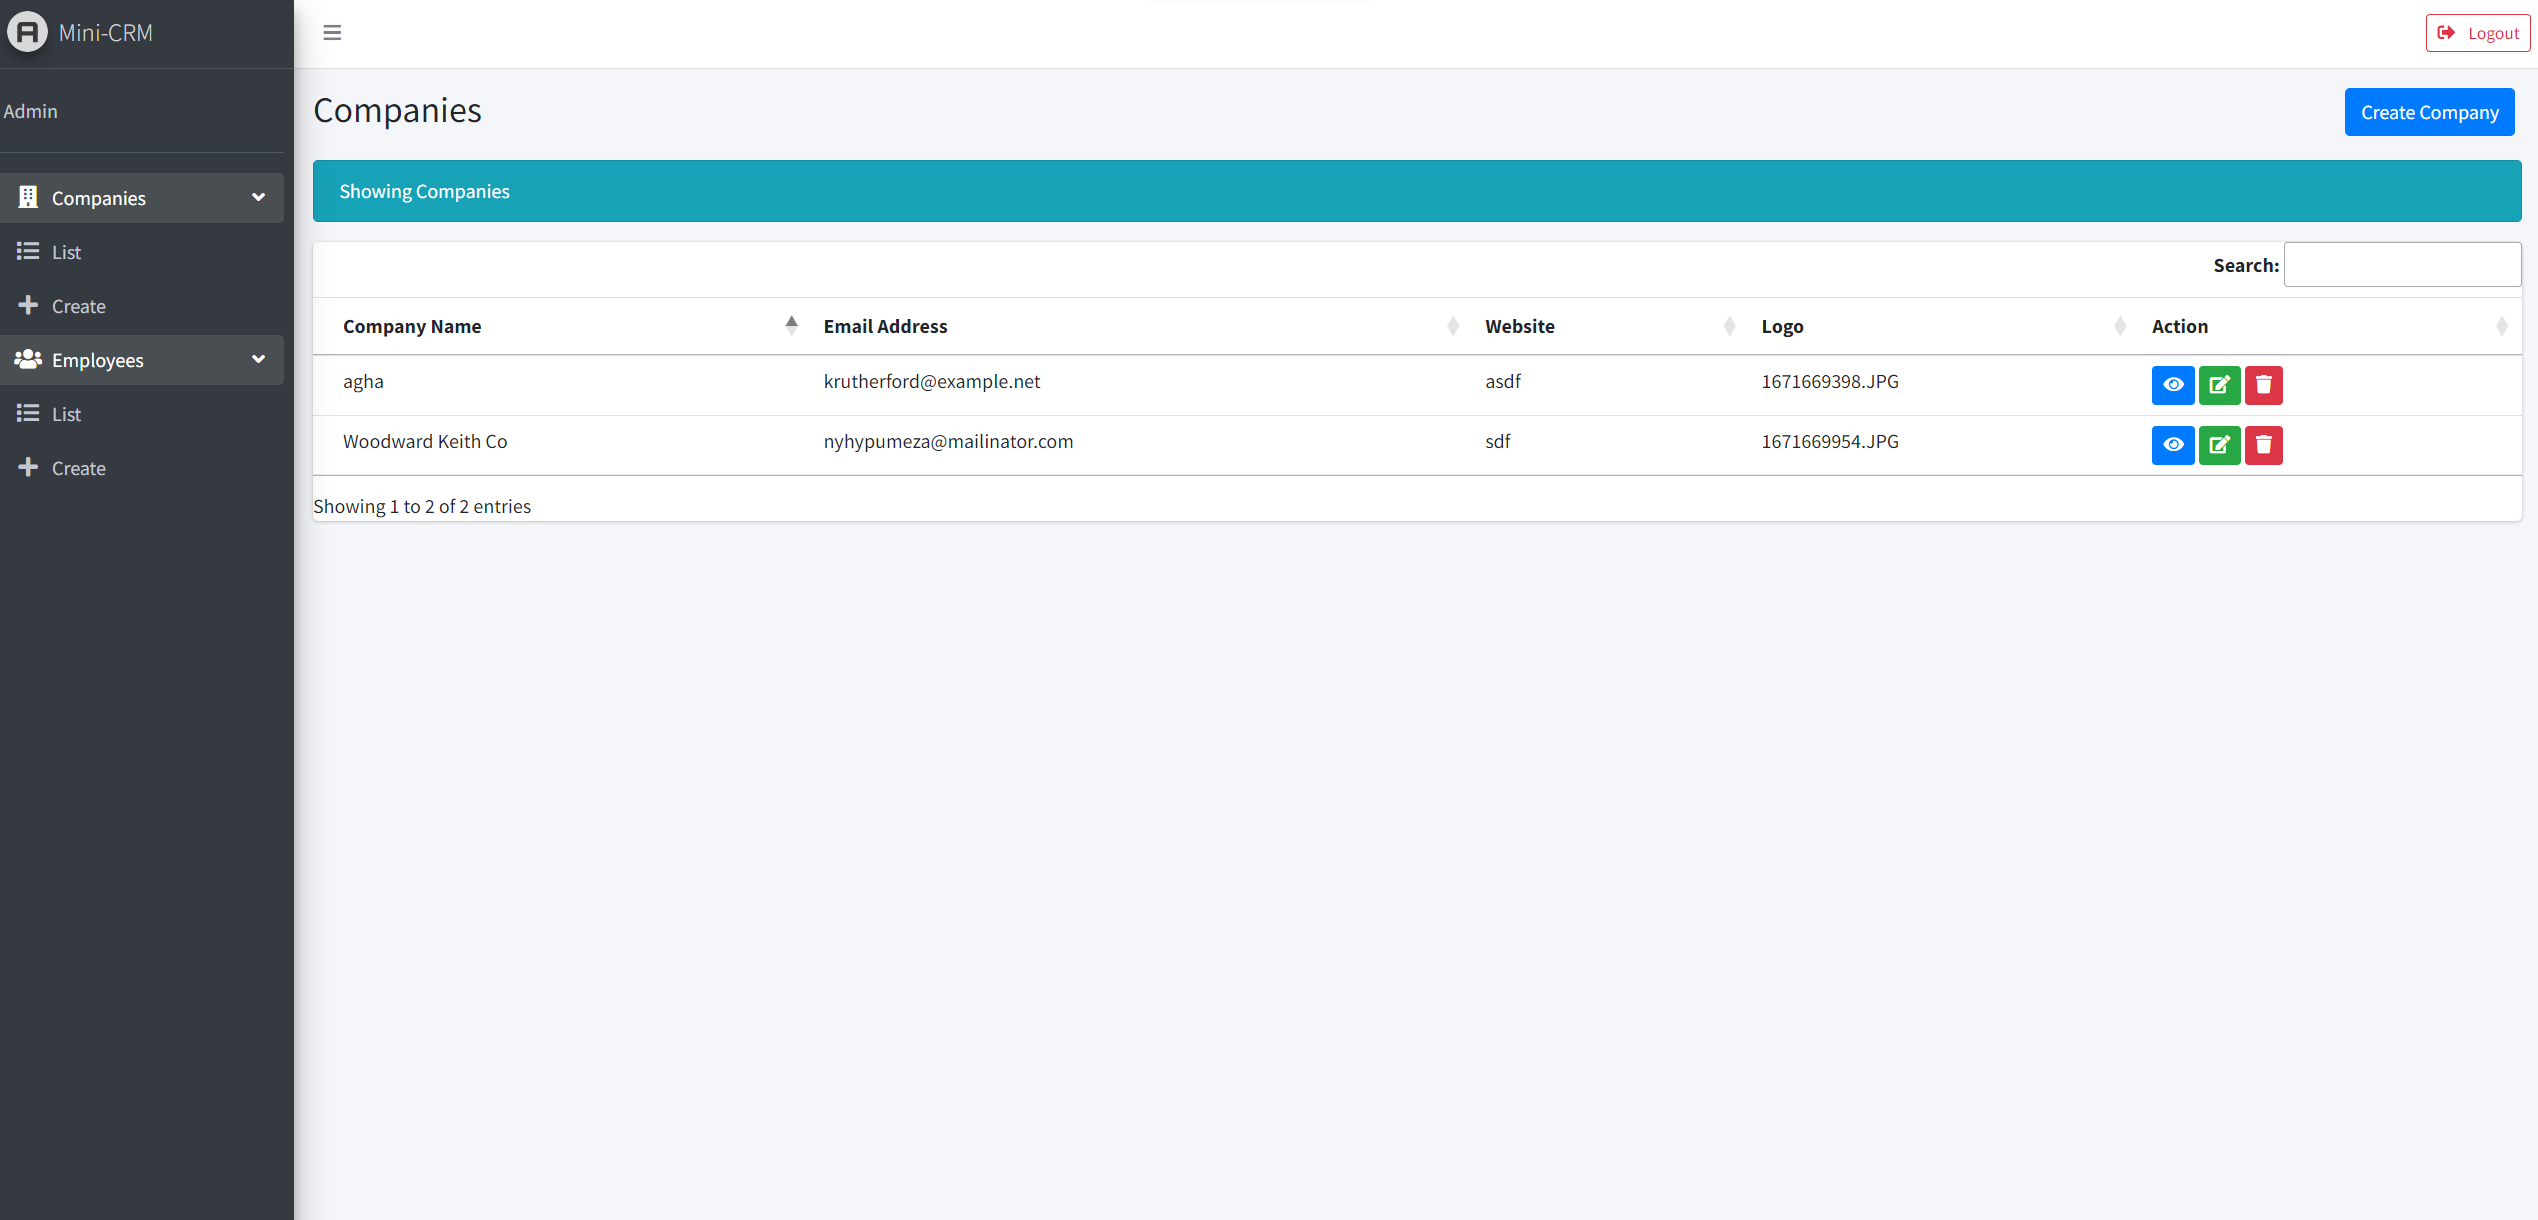 Mini-CRM
Logout
Admin
Companies
List
Create
Employees
List
Create
Companies
Create Company
Showing Companies
Search:
Company Name Email Address Website Logo Action
agha krutherford@example.net asdf 1671669398.JPG
Woodward Keith Co nyhypumeza@mailinator.com sdf 1671669954.JPG
Showing 1 to 2 of 2 entries